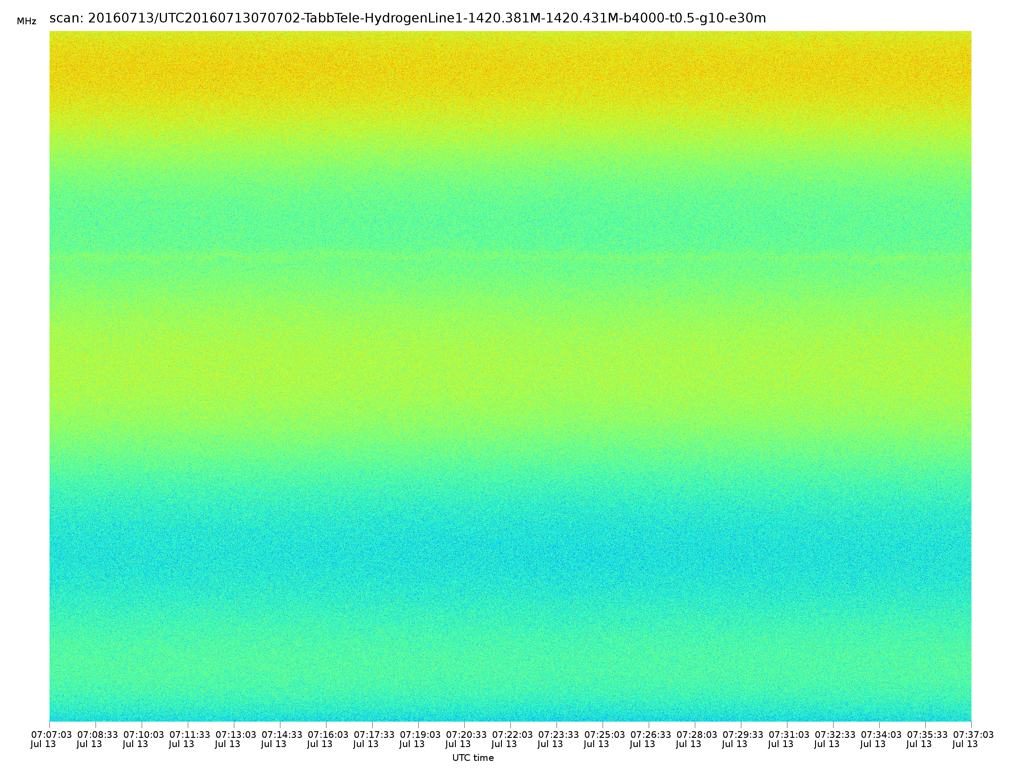 MHz scan: 20160713/UTC20160713070702-TabbTele-HydrogenLine1-1420.381M-1420.431M-b4000-t0.5-g10-e30m
07:07:03 07:08:33 07:10:03 07:11:33 07:13:03 07:14:33 07:16:03 07:17:33 07:19:03 07:20:33 07:22:03 07:23:33 07:25:03 07:26:33 07:28:03 07:29:33 07:31:03 07:32:33 07:34:03 07:35:33 07:37:03
Jul 13 Jul 13 Jul 13 Jul 13 Jul 13 Jul 13 Jul 13 Jul 13 Jul 13 Jul 13 Jul 13 Jul 13 Jul 13 Jul 13 Jul 13 Jul 13 Jul 13 Jul 13 Jul 13 Jul 13 Jul 13
UTC time